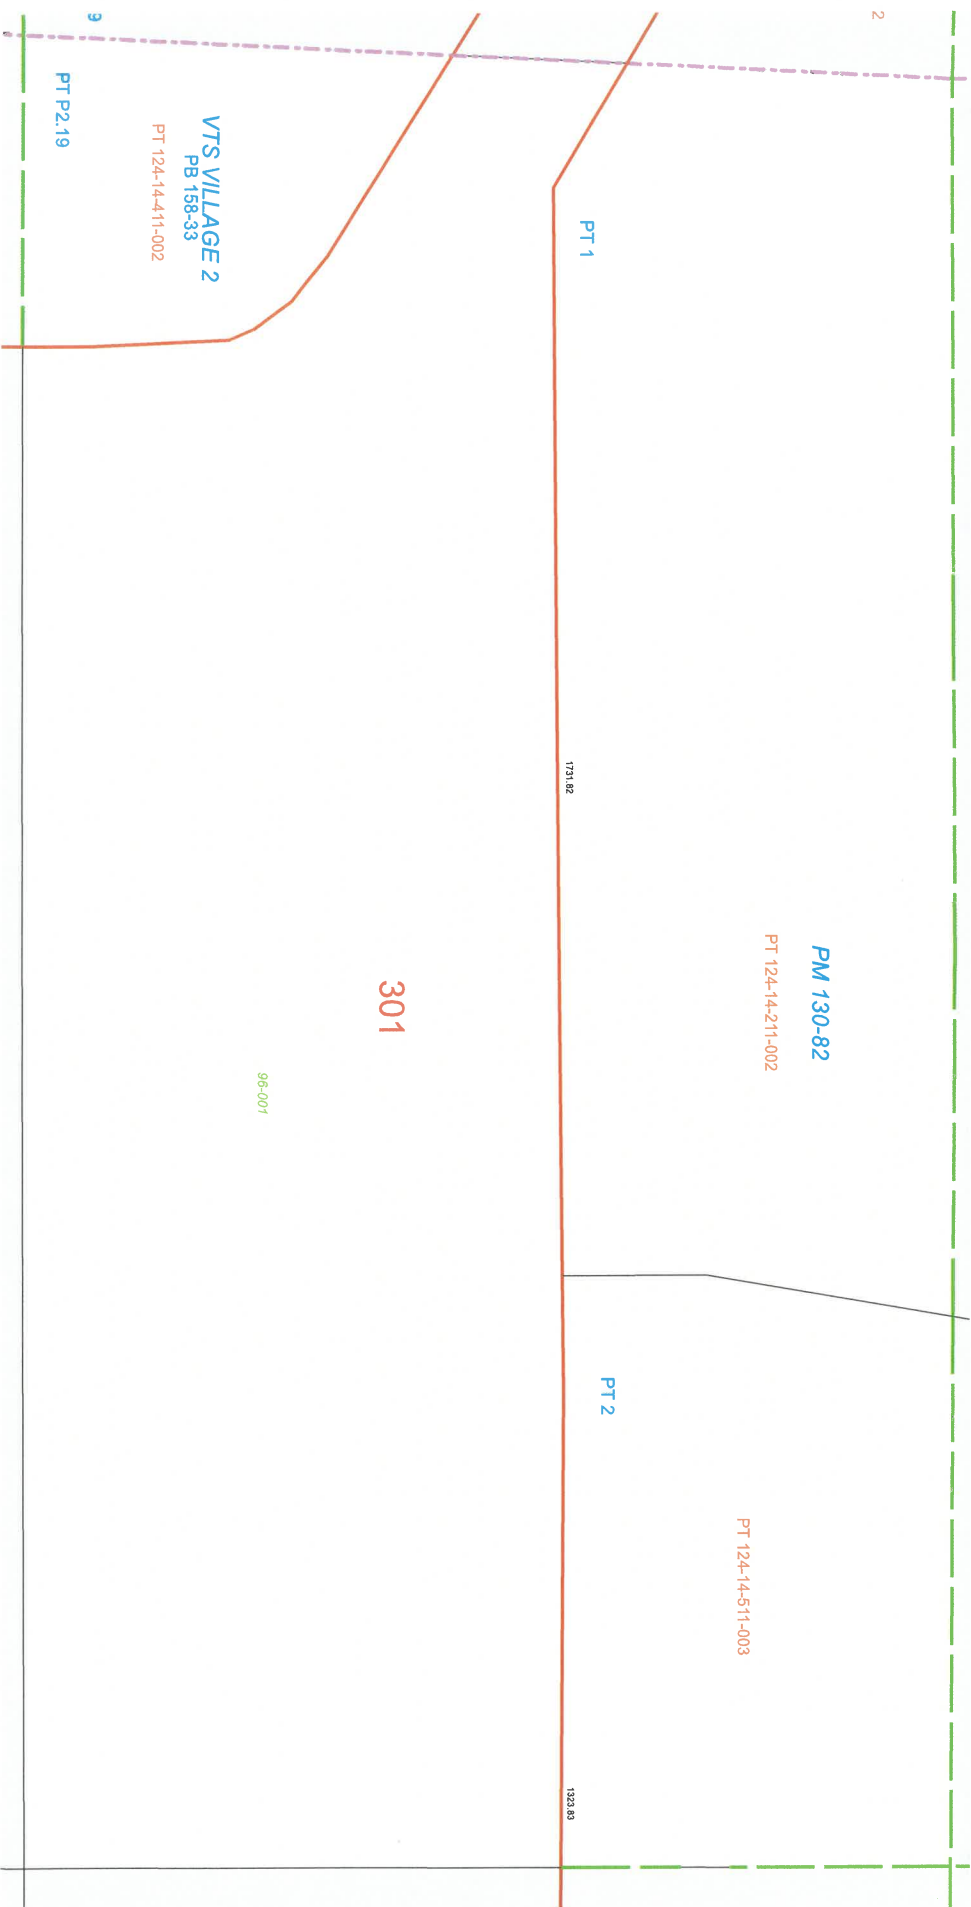 2
PM 130-82
PT 124-14-211-002
PT 124-14-511-003
PT 1
PT 2
1731.82
1323.83
301
96-001
VTS VILLAGE 2
PB 158-33
PT 124-14-411-002
9
PT P2.19